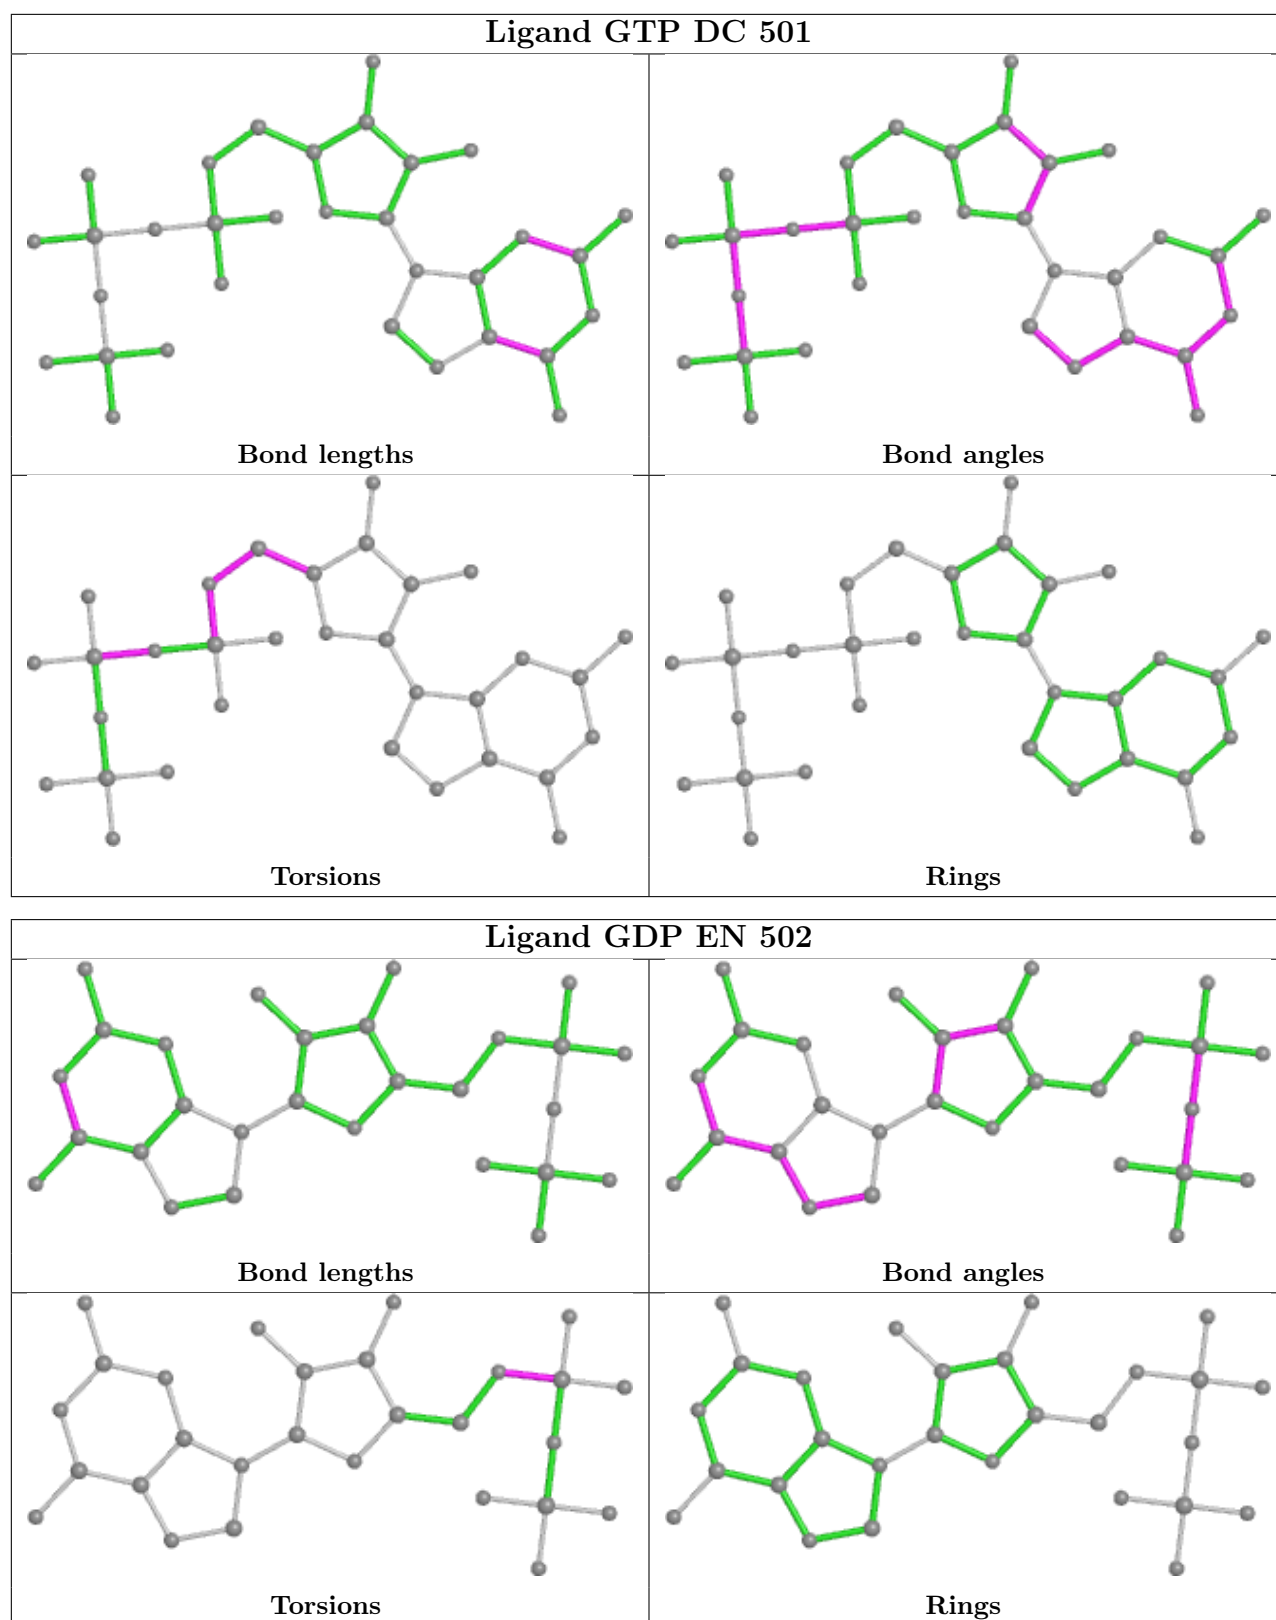 Ligand GTP DC 501
Bond lengths
Bond angles
Torsions
Rings
Ligand GDP EN 502
Bond lengths
Bond angles
Torsions
Rings